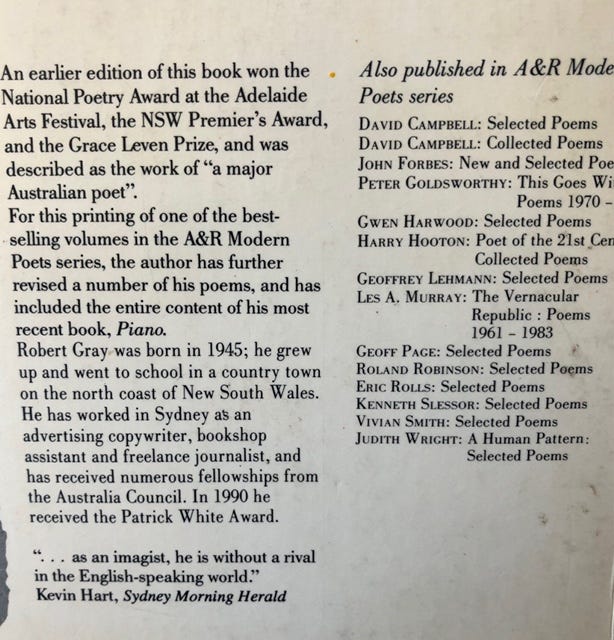 An earlier edition of this book won the
National Poetry Award at the Adelaide
Arts Festival, the NSW Premier's Award,
and the Grace Leven Prize, and was
described as the work of "a major
Australian poet".
For this printing of one of the best-
selling volumes in the A&R Modern
Poets series, the author has further
revised a number of his poems, and has
included the entire content of his most
recent book, Piano.
Robert Gray was born in 1945; he grew
up and went to school in a country town
on the north coast of New South Wales.
He has worked in Sydney as an
advertising copywriter, bookshop
assistant and freelance journalist, and
has received numerous fellowships from
the Australia Council. In 1990 he
received the Patrick White Award.
". . . as an imagist, he is without a rival
in the English-speaking world."
Kevin Hart, Sydney Morning Herald
Also published in A&R Mode
Poets series
DAVID CAMPBELL: Selected Poems
DAVID CAMPBELL: Collected Poems
JOHN FORBES: New and Selected Poe
PETER GOLDSWORTHY: This Goes Wi
Poems 1970 –
GWEN HARWOOD: Selected Poems
HARRY HOOTON: Poet of the 21st Cen
Collected Poems
GEOFFREY LEHMANN: Selected Poems
LES A. MURRAY: The Vernacular
Republic : Poems
1961 – 1983
GEOFF PAGE: Selected Poems
ROLAND ROBINSON: Selected Poems
ERIC ROLLS: Selected Poems
KENNETH SLESSOR: Selected Poems
VIVIAN SMITH: Selected Poems
JUDITH WRIGHT: A Human Pattern:
Selected Poems